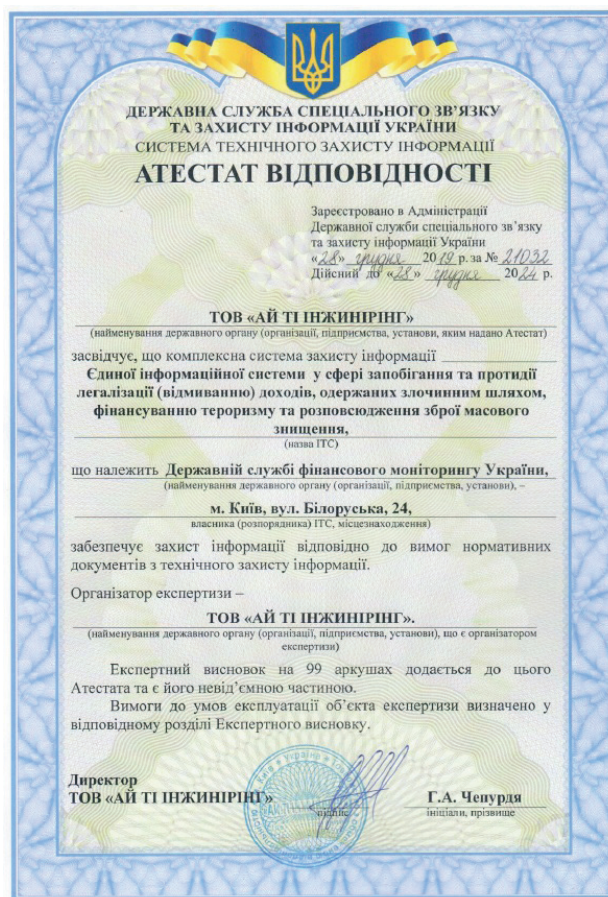 ДЕРЖАВНА СЛУЖБА СПЕЦІАЛЬНОГО ЗВ’ЯЗКУ
ТА ЗАХИСТУ ІНФОРМАЦІЇ УКРАЇНИ
СИСТЕМА ТЕХНІЧНОГО ЗАХИСТУ ІНФОРМАЦІЇ
АТЕСТАТ ВІДПОВІДНОСТІ
Зареєстровано в Адміністрації
Державної служби спеціального зв’язку
та захисту інформації України
«28» грудня 2019 р. за № 21032
Дійсний до «28» грудня 2024 р.
ТОВ «АЙ ТІ ІНЖИНІРІНГ»
(найменування державного органу (організації, підприємства, установи, яким надано Атестат)
засвідчує, що комплексна система захисту інформації
Єдиної інформаційної системи у сфері запобігання та протидії
легалізації (відмиванню) доходів, одержаних злочинним шляхом,
фінансуванню тероризму та розповсюдження зброї масового
знищення,
(назва ІТС)
що належить Державній службі фінансового моніторингу України,
(найменування державного органу (організації, підприємства, установи), –
м. Київ, вул. Білоруська, 24,
власника (розпорядника) ІТС, місцезнаходження)
забезпечує захист інформації відповідно до вимог нормативних
документів з технічного захисту інформації.
Організатор експертизи –
ТОВ «АЙ ТІ ІНЖИНІРІНГ».
(найменування державного органу (організації, підприємства, установи), що є організатором
експертизи)
Експертний висновок на 99 аркушах додається до цього
Атестата та є його невід’ємною частиною.
Вимоги до умов експлуатації об’єкта експертизи визначено у
відповідному розділі Експертного висновку.
Директор
ТОВ «АЙ ТІ ІНЖИНІРІНГ»
підпис
Г.А. Чепурдя
ініціали, прізвище